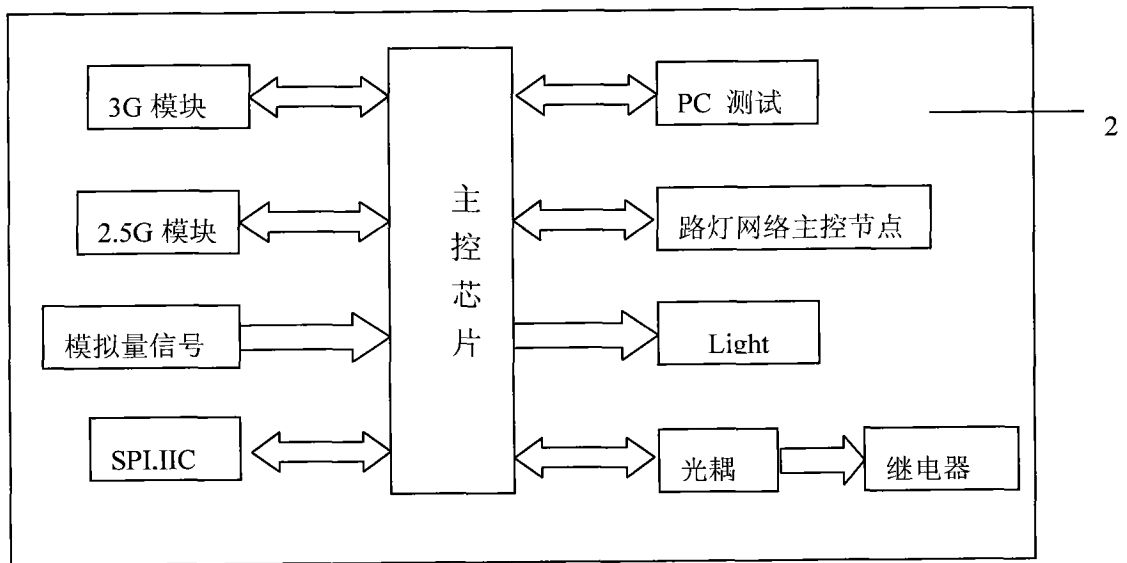 3G 模块
PC 测试
2
2.5G 模块
主控芯片
路灯网络主控节点
模拟量信号
Light
SPI.IIC
光耦
继电器